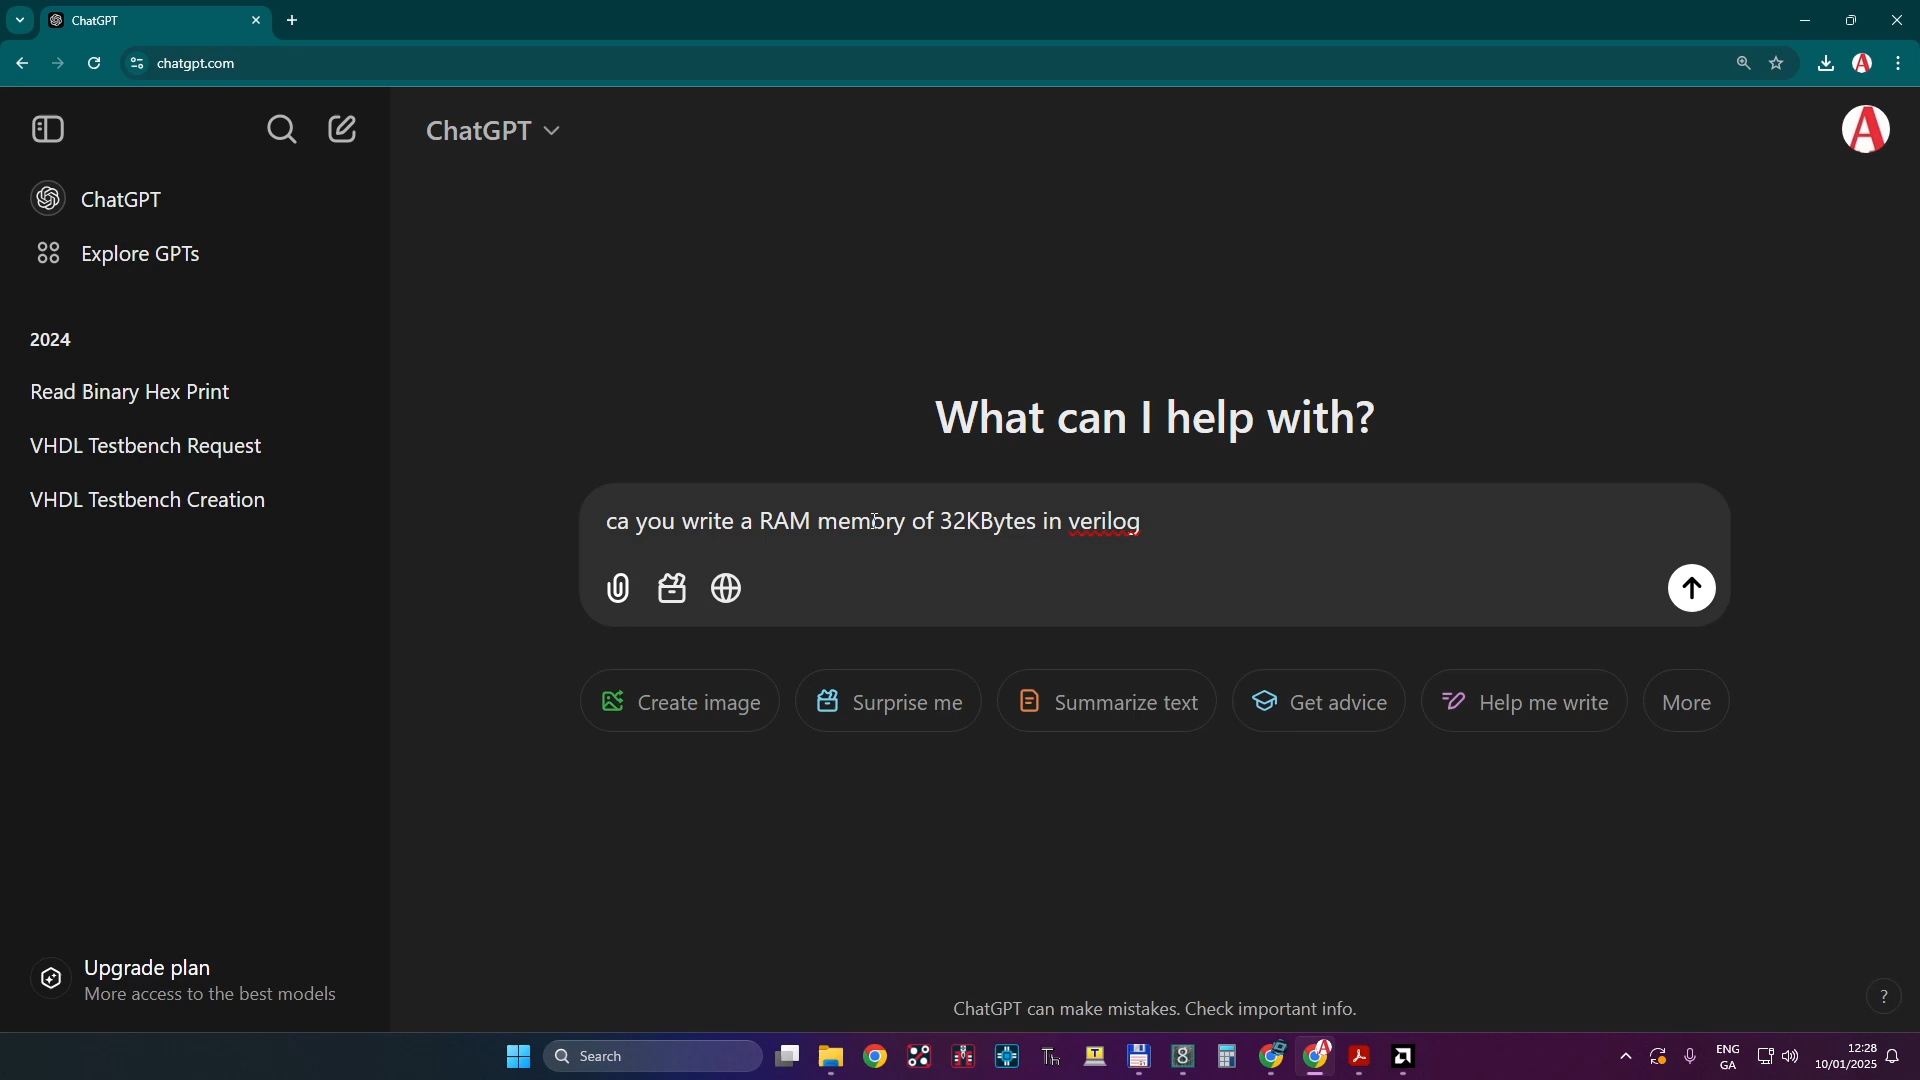 ChatGPT
chatgpt.com
ChatGPT
ChatGPT
Explore GPTs
2024
Read Binary Hex Print
VHDL Testbench Request
VHDL Testbench Creation
What can I help with?
ca you write a RAM memory of 32KBytes in verilog
Create image
Surprise me
Summarize text
Get advice
Help me write
More
Upgrade plan
More access to the best models
ChatGPT can make mistakes. Check important info.
?
Search
ENG
GA
12:28
10/01/2025